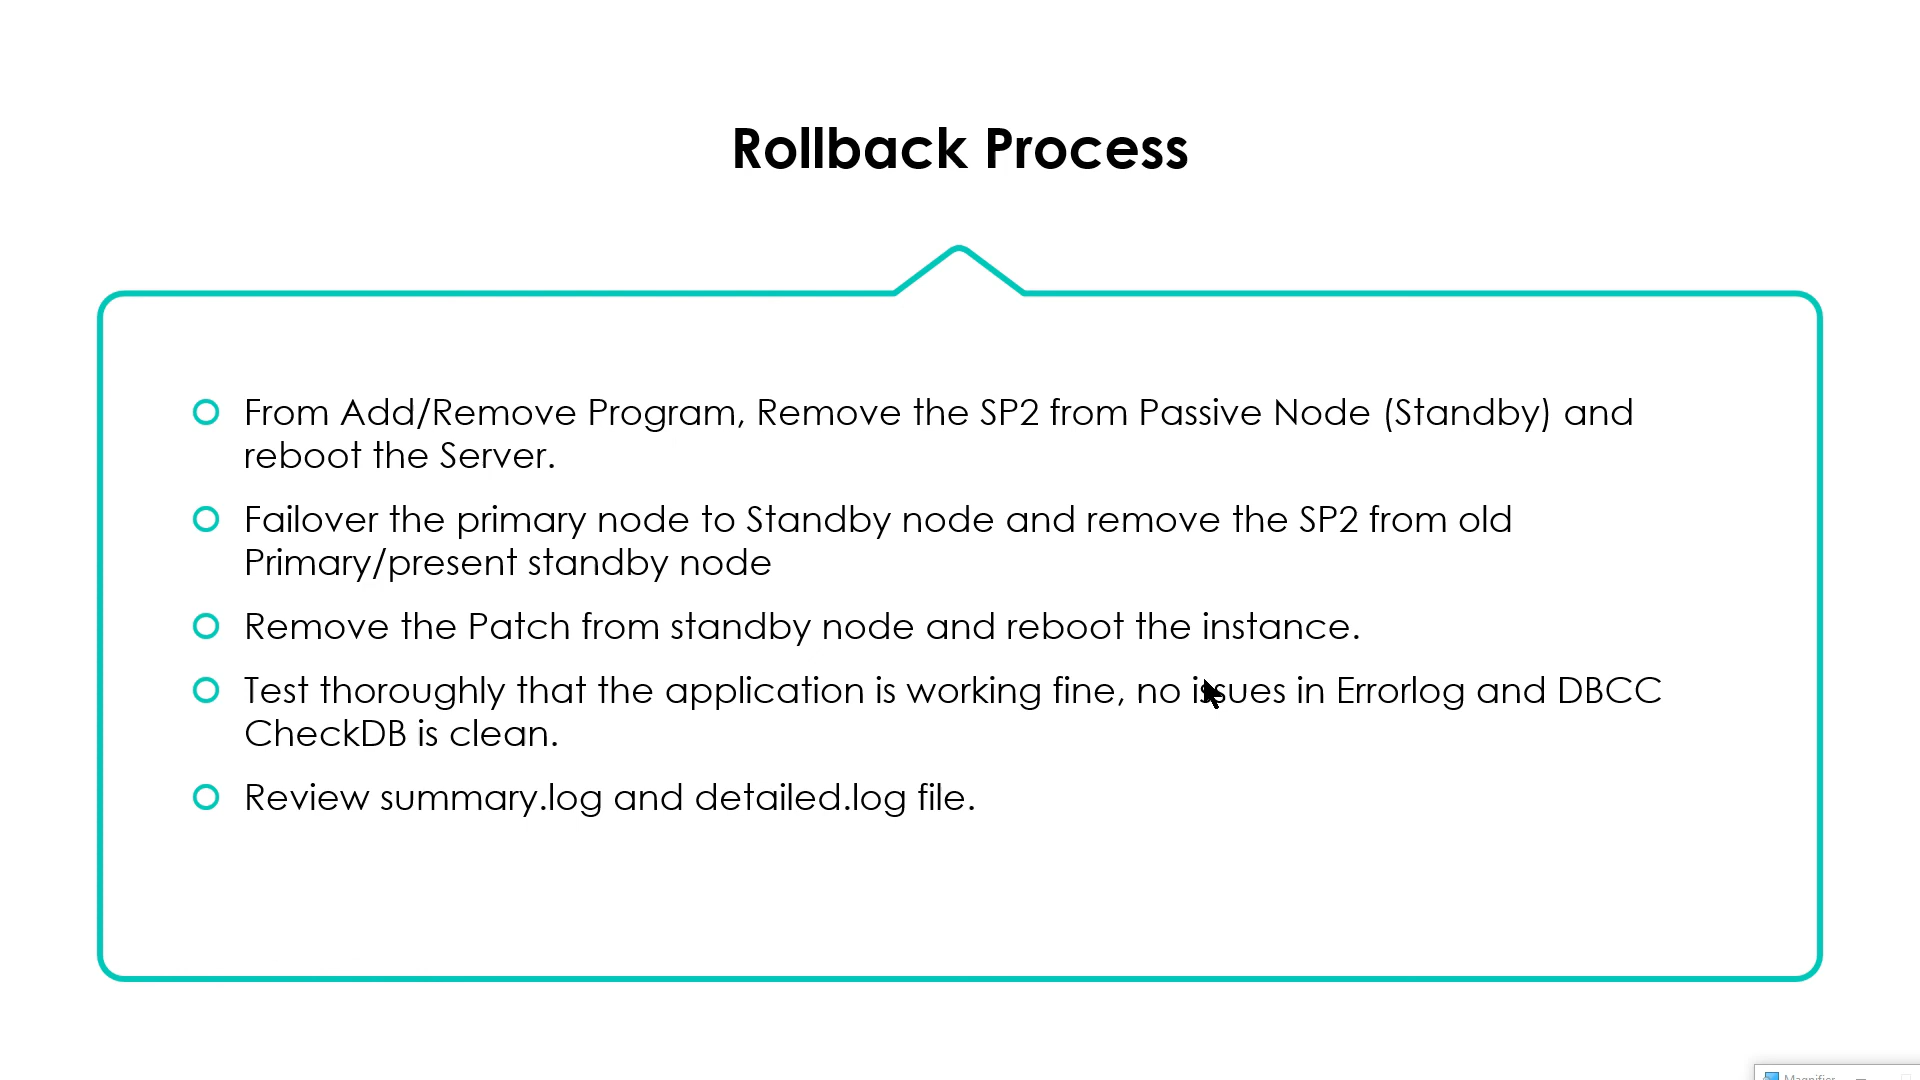 Rollback Process
From Add/Remove Program, Remove the SP2 from Passive Node (Standby) and
reboot the Server.
Failover the primary node to Standby node and remove the SP2 from old
Primary/present standby node
Remove the Patch from standby node and reboot the instance.
Test thoroughly that the application is working fine, no issues in Errorlog and DBCC
CheckDB is clean.
Review summary.log and detailed.log file.
Magnifier